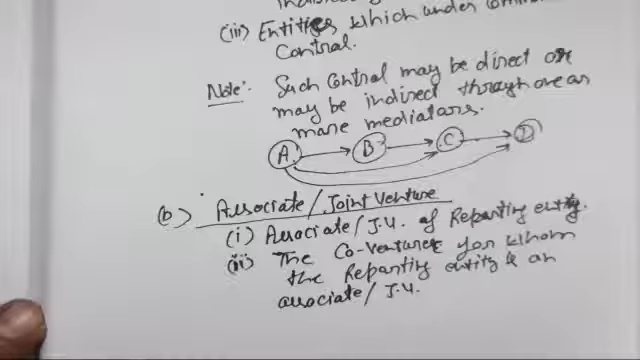 (iii) Entities which under common
Control.
Note:- Such Control may be direct or
may be indirect through one or
more mediators.
A B C D
(b) Associate/Joint Venture
(i) Associate/J.V. of Reporting entity.
(ii) The Co-Venturer for whom
the Reporting entity is an
associate/J.V.